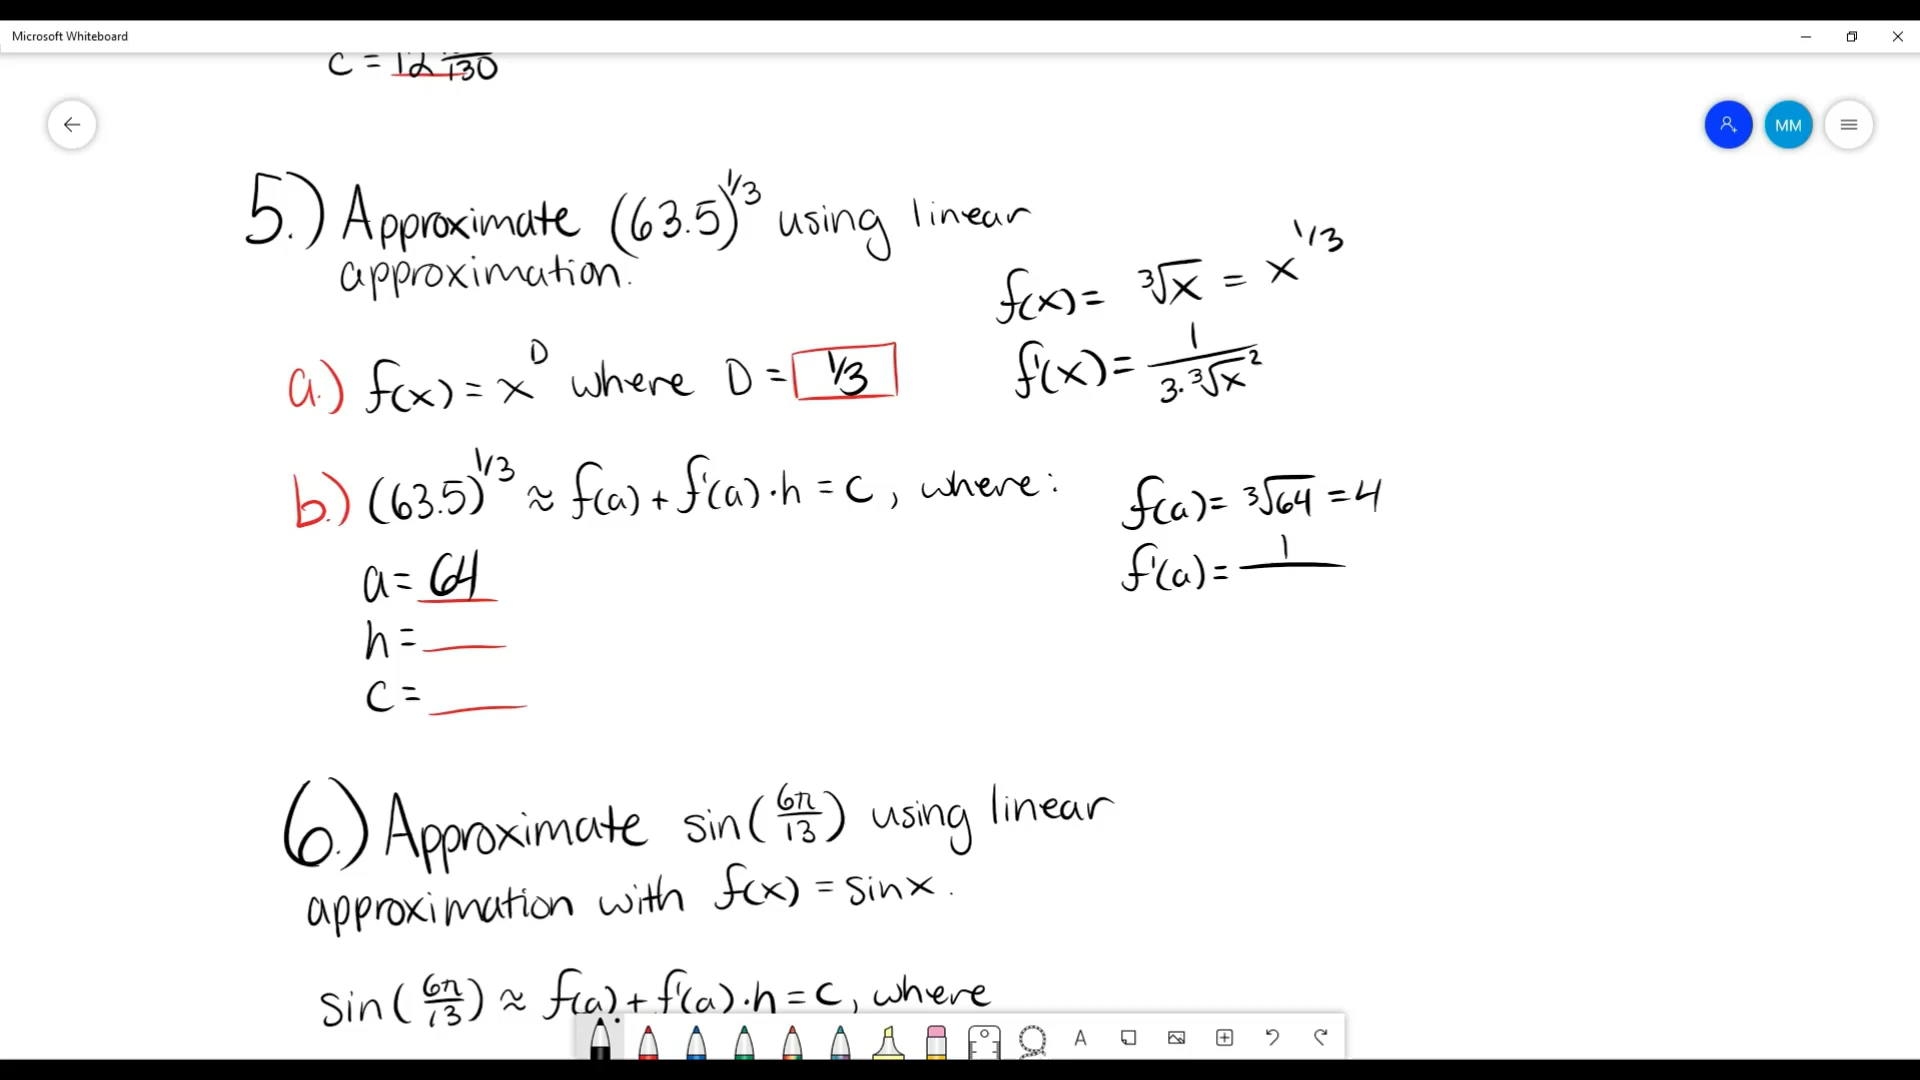 Microsoft Whiteboard
c = 12 /130
MM
5.) Approximate (63.5)^1/3 using linear
approximation.
f(x) = ∛x = x^1/3
f'(x) = 1/(3·∛x²)
a.) f(x) = x^D where D = 1/3
b.) (63.5)^1/3 ≈ f(a) + f'(a)·h = c, where:
f(a) = ∛64 = 4
f'(a) = 1/
a = 64
h =
c =
6.) Approximate sin(6π/13) using linear
approximation with f(x) = sinx.
sin(6π/13) ≈ f(a) + f'(a)·h = c, where
A